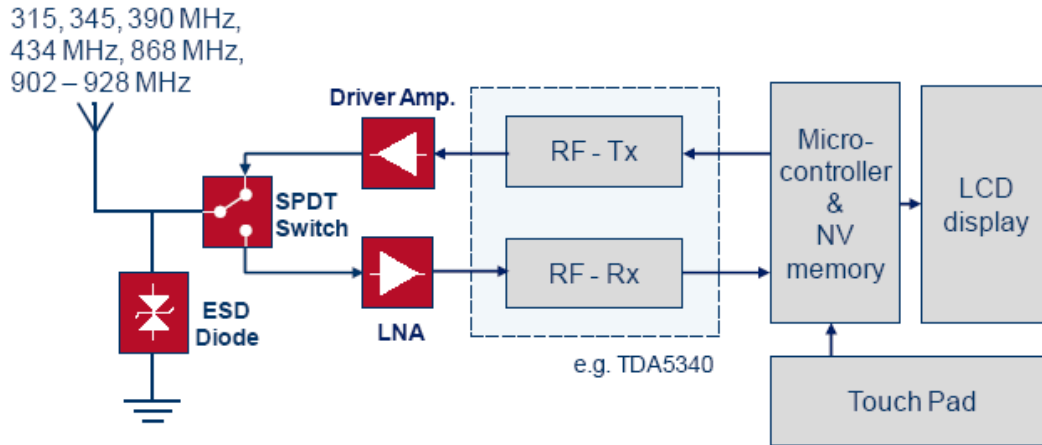 315, 345, 390 MHz,
434 MHz, 868 MHz,
902 – 928 MHz
Driver Amp.
RF - Tx
SPDT
Switch
RF - Rx
LNA
ESD
Diode
e.g. TDA5340
Micro-
controller
&
NV
memory
LCD
display
Touch Pad